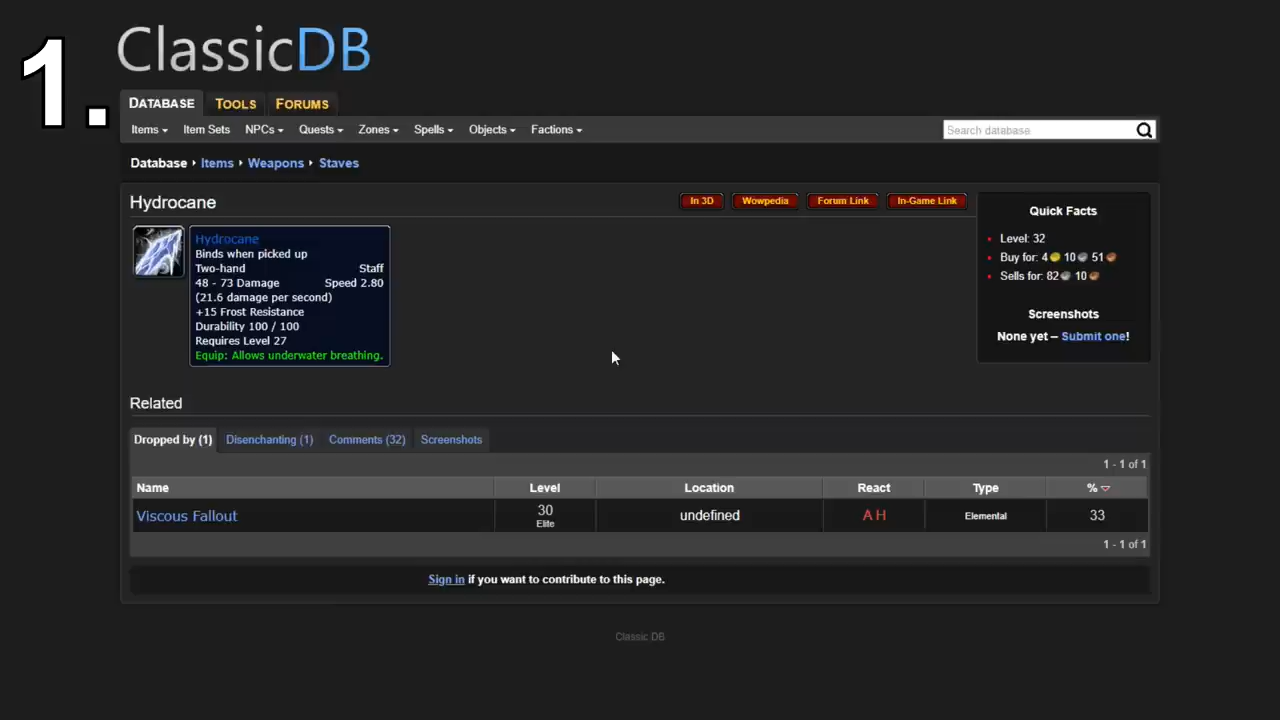 1.
ClassicDB
DATABASE TOOLS FORUMS
Items Item Sets NPCs Quests Zones Spells Objects Factions
Search database
Database Items Weapons Staves
Hydrocane
In 3D Wowpedia Forum Link In-Game Link
Hydrocane
Binds when picked up
Two-hand Staff
48 - 73 Damage Speed 2.80
(21.6 damage per second)
+15 Frost Resistance
Durability 100 / 100
Requires Level 27
Equip: Allows underwater breathing.
Quick Facts
Level: 32
Buy for: 4 10 51
Sells for: 82 10
Screenshots
None yet – Submit one!
Related
Dropped by (1) Disenchanting (1) Comments (32) Screenshots
1 - 1 of 1
Name Level Location React Type %
Viscous Fallout 30 undefined A H Elemental 33
Elite
1 - 1 of 1
Sign in if you want to contribute to this page.
Classic DB